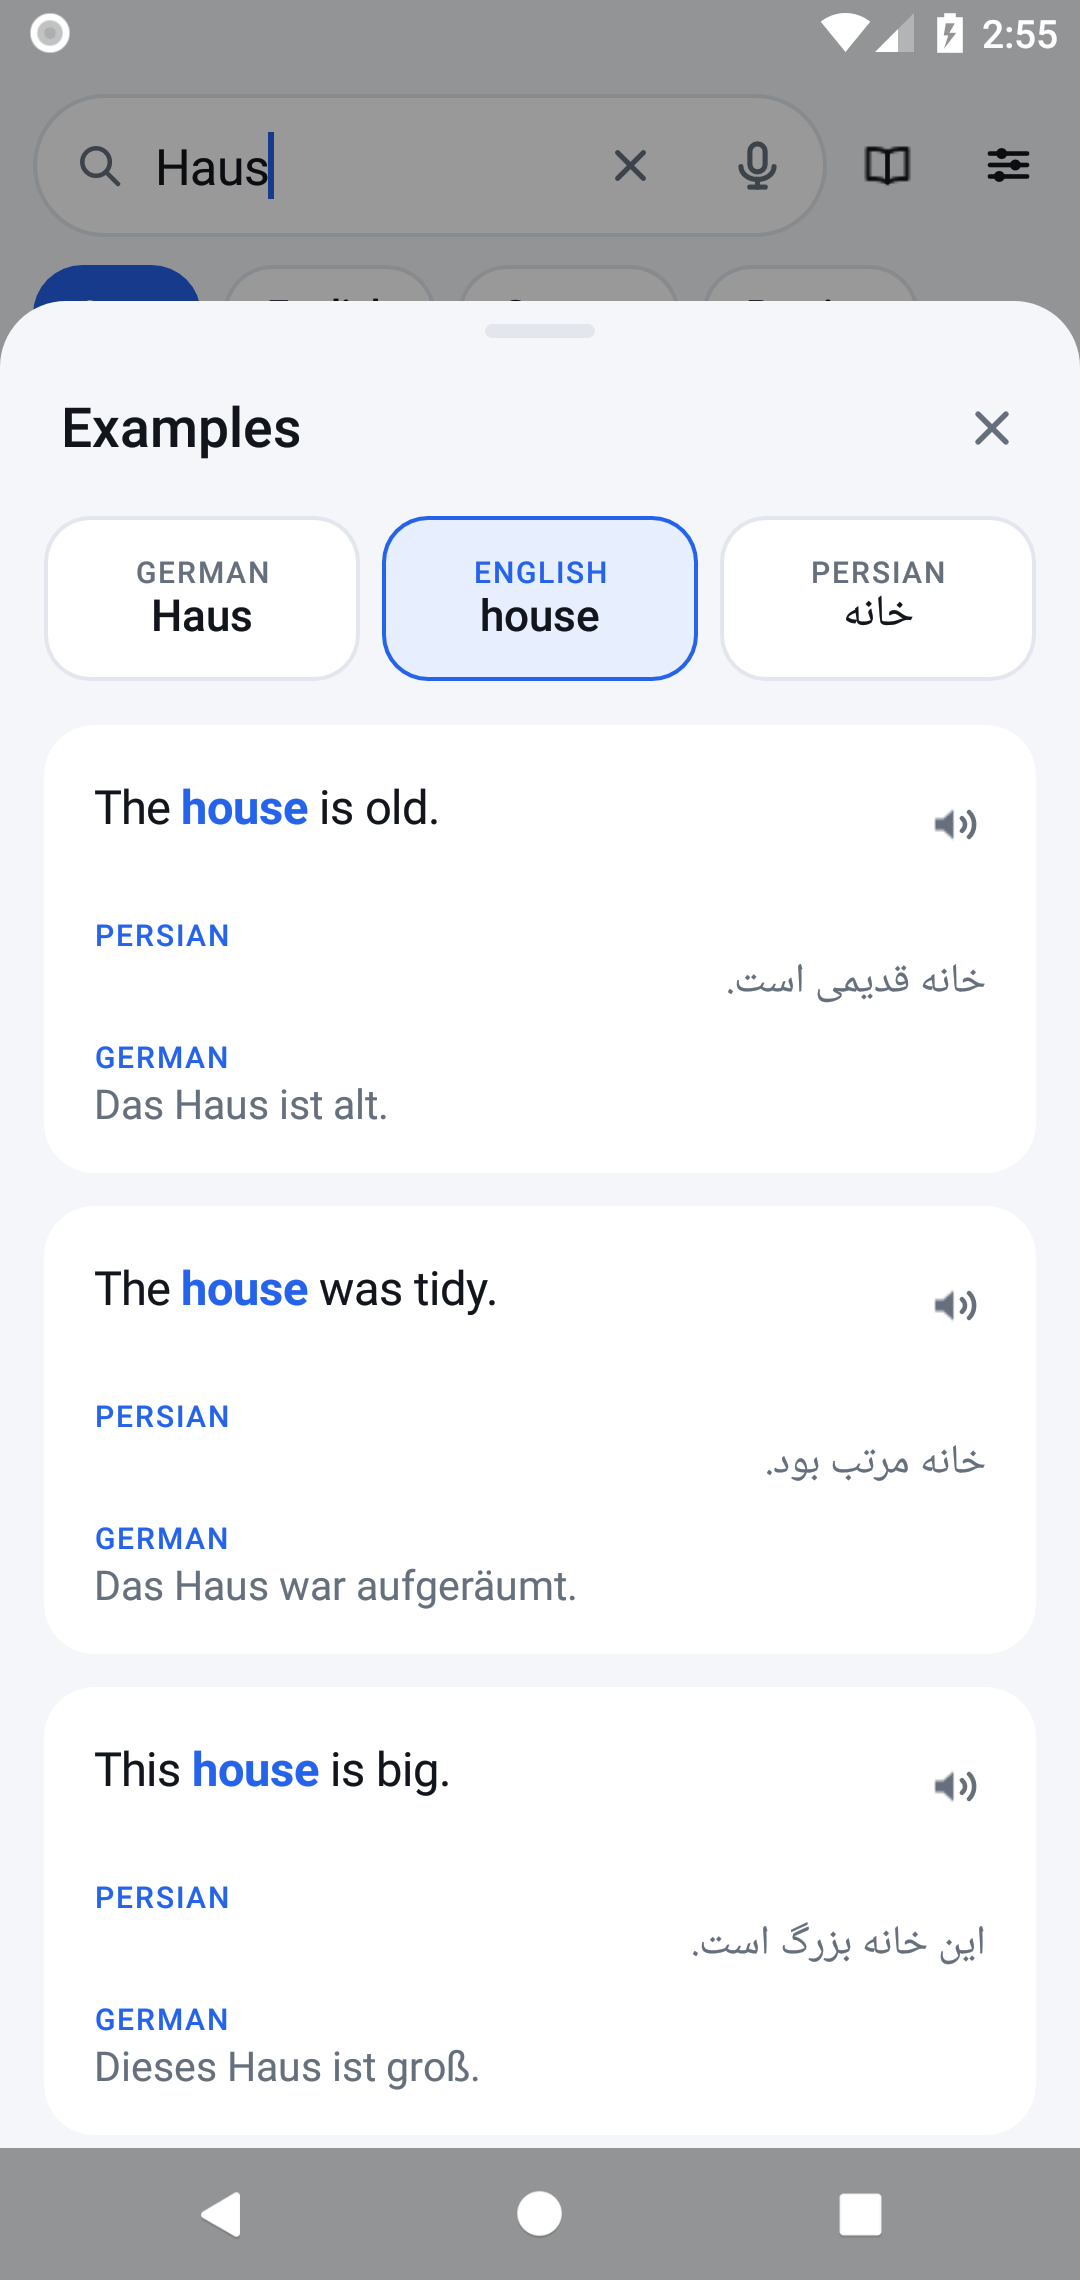 2:55
Haus
Examples
GERMAN
Haus
ENGLISH
house
PERSIAN
خانه
The house is old.
PERSIAN
خانه قدیمی است.
GERMAN
Das Haus ist alt.
The house was tidy.
PERSIAN
خانه مرتب بود.
GERMAN
Das Haus war aufgeräumt.
This house is big.
PERSIAN
این خانه بزرگ است.
GERMAN
Dieses Haus ist groß.